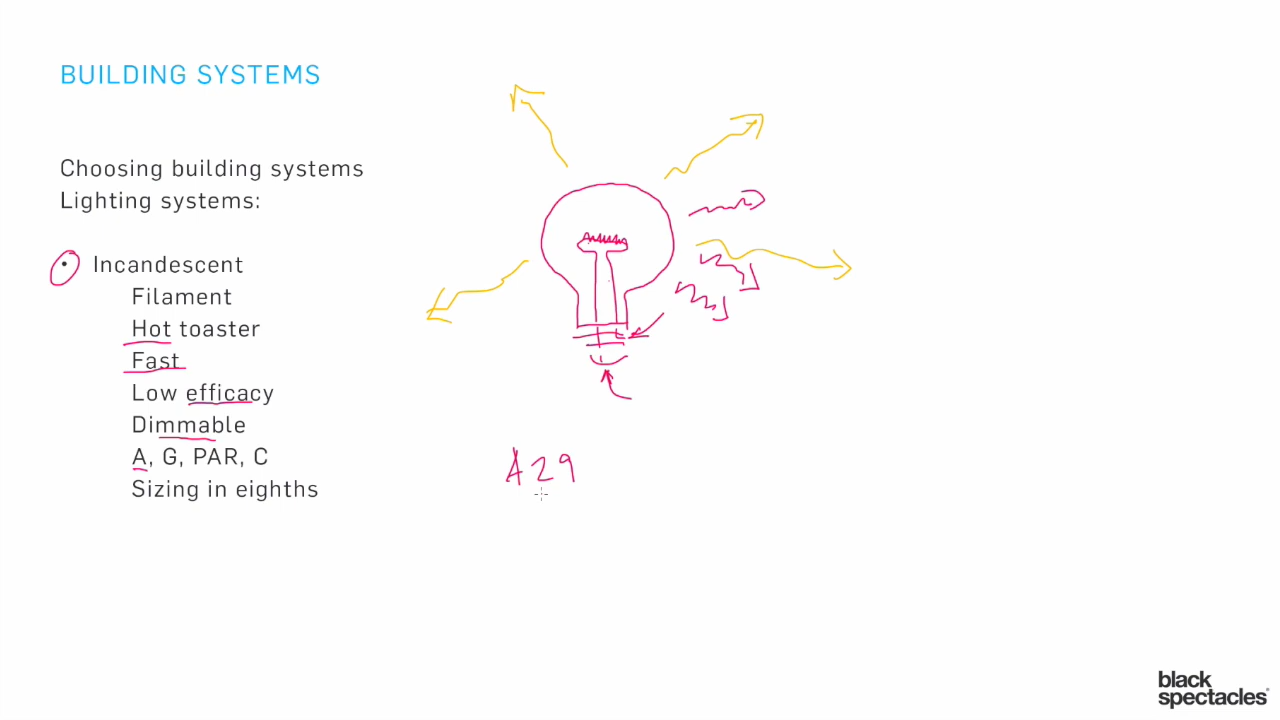 BUILDING SYSTEMS
Choosing building systems
Lighting systems:
• Incandescent
Filament
Hot toaster
Fast
Low efficacy
Dimmable
A, G, PAR, C
Sizing in eighths
A29
black
spectacles®